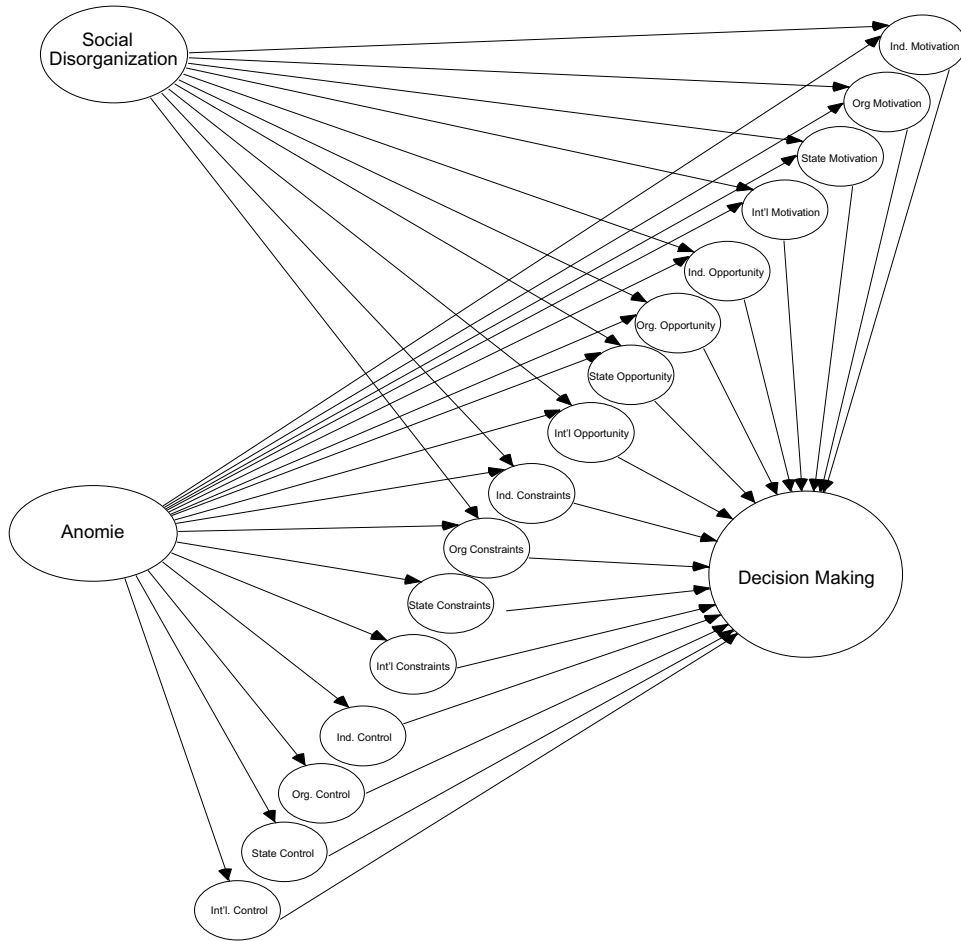 Social
Disorganization
Ind. Motivation
Org Motivation
State Motivation
Int'l Motivation
Ind. Opportunity
Org. Opportunity
State Opportunity
Int'l Opportunity
Ind. Constraints
Anomie
Org Constraints
Decision Making
State Constraints
Int'l Constraints
Ind. Control
Org. Control
State Control
Int'l. Control